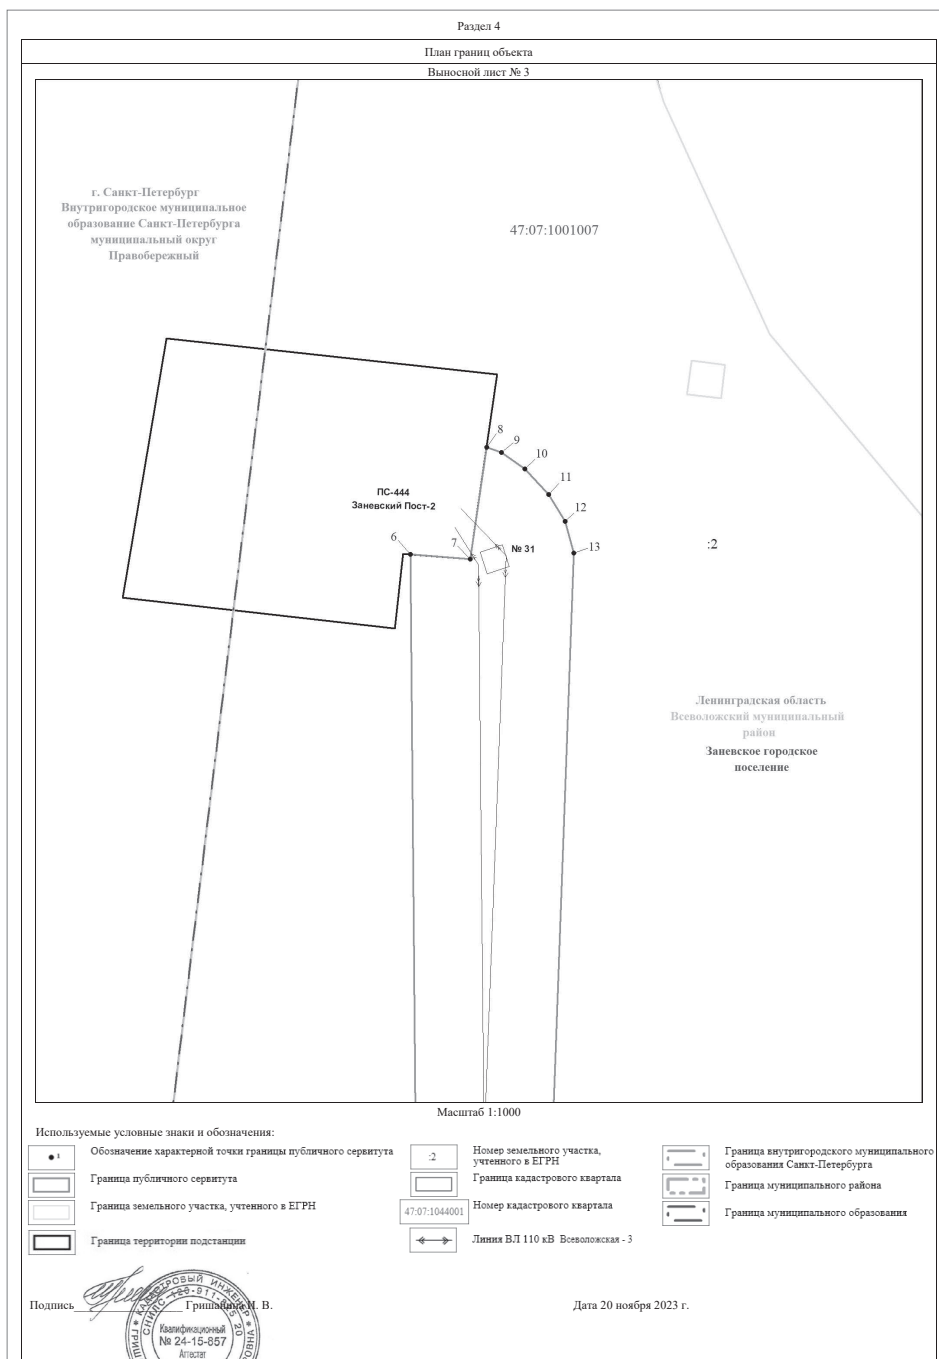 Раздел 4
План границ объекта
Выносной лист № 3
г. Санкт-Петербург
Внутригородское муниципальное
образование Санкт-Петербурга
муниципальный округ
Правобережный
47:07:1001007
8
9
10
11
12
13
ПС-444
Заневский Пост-2
6
7
№ 31
:2
Ленинградская область
Всеволожский муниципальный
район
Заневское городское
поселение
Масштаб 1:1000
Используемые условные знаки и обозначения:
1
Обозначение характерной точки границы публичного сервитута
Граница публичного сервитута
Граница земельного участка, учтенного в ЕГРН
Граница территории подстанции
:2
Номер земельного участка,
учтенного в ЕГРН
Граница кадастрового квартала
47:07:1044001
Номер кадастрового квартала
Линия ВЛ 110 кВ Всеволожская - 3
Граница внутригородского муниципального
образования Санкт-Петербурга
Граница муниципального района
Граница муниципального образования
Подпись
Гришанина И. В.
Дата 20 ноября 2023 г.
КАДАСТРОВЫЙ ИНЖЕНЕР
Квалификационный
№ 24-15-857
Аттестат